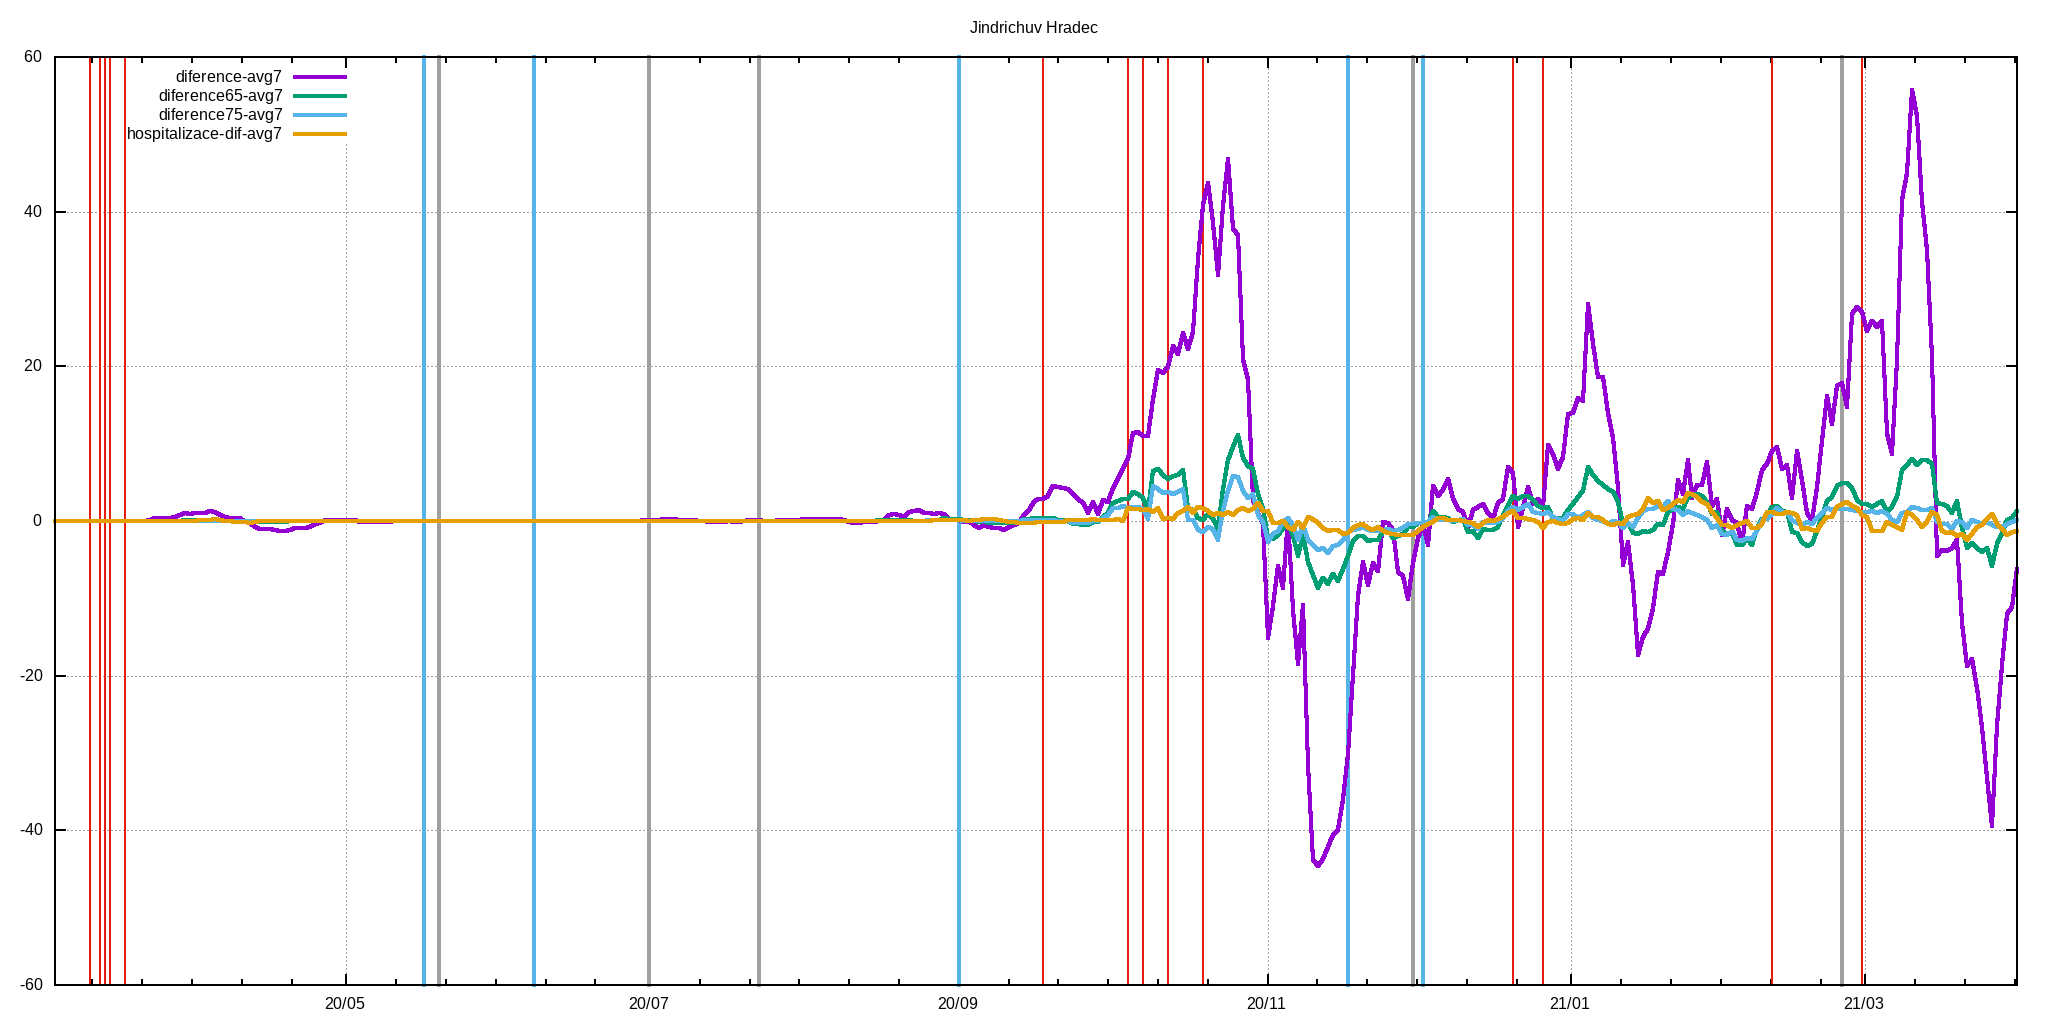 Jindrichuv Hradec
60
40
20
0
-20
-40
-60
diference-avg7
diference65-avg7
diference75-avg7
hospitalizace-dif-avg7
20/05
20/07
20/09
20/11
21/01
21/03